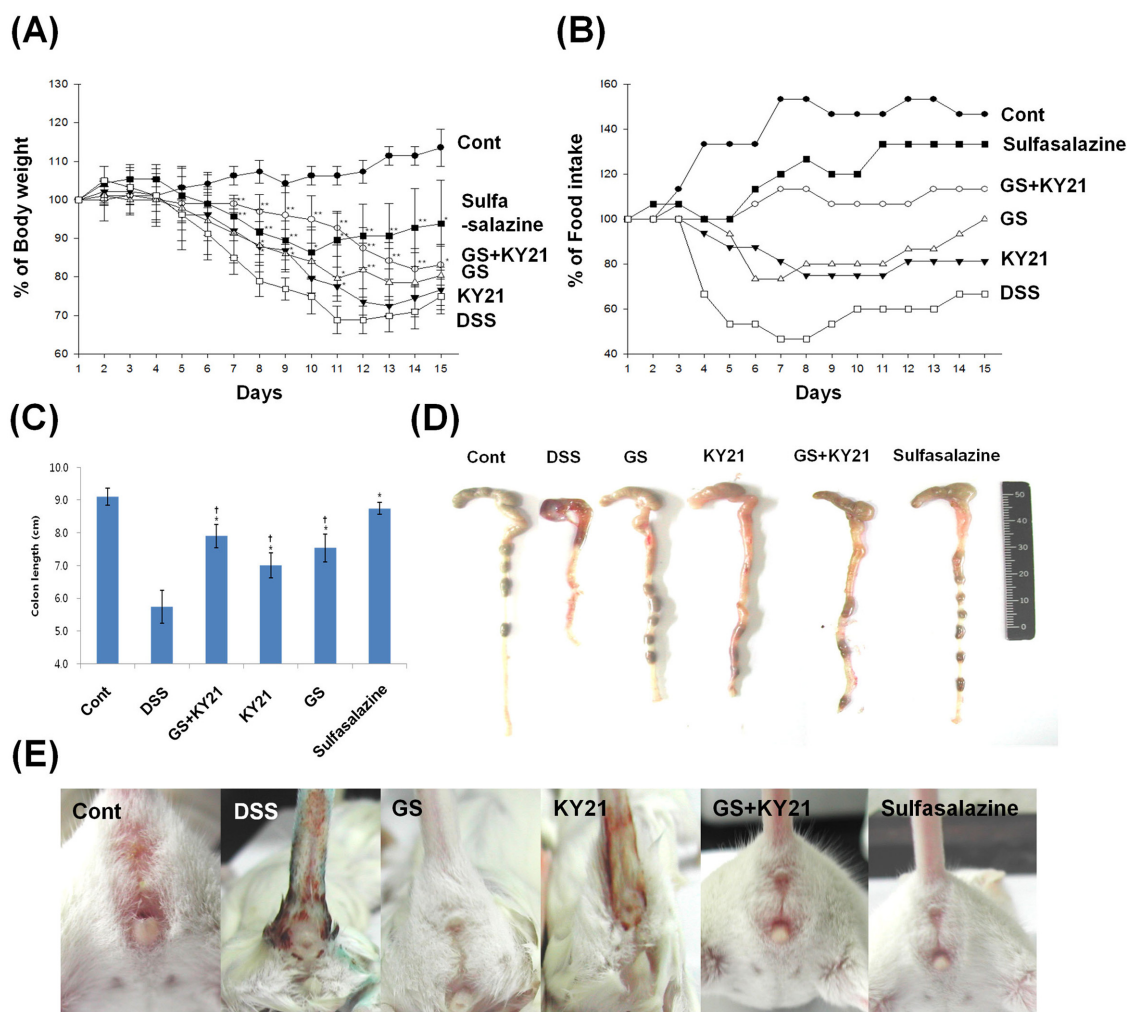 (A)
130
120
110
100
90
80
70
60
% of Body weight
1 2 3 4 5 6 7 8 9 10 11 12 13 14 15
Days
Cont
Sulfa
-salazine
GS+KY21
GS
KY21
DSS
(B)
160
140
120
100
80
60
40
% of Food intake
1 2 3 4 5 6 7 8 9 10 11 12 13 14 15
Days
Cont
Sulfasalazine
GS+KY21
GS
KY21
DSS
(C)
10.0
9.0
8.0
7.0
6.0
5.0
4.0
Colon length (cm)
† * † * † * *
Cont DSS GS+KY21 KY21 GS Sulfasalazine
(D)
Cont DSS GS KY21 GS+KY21 Sulfasalazine
50
40
30
20
10
0
(E)
Cont DSS GS KY21 GS+KY21 Sulfasalazine